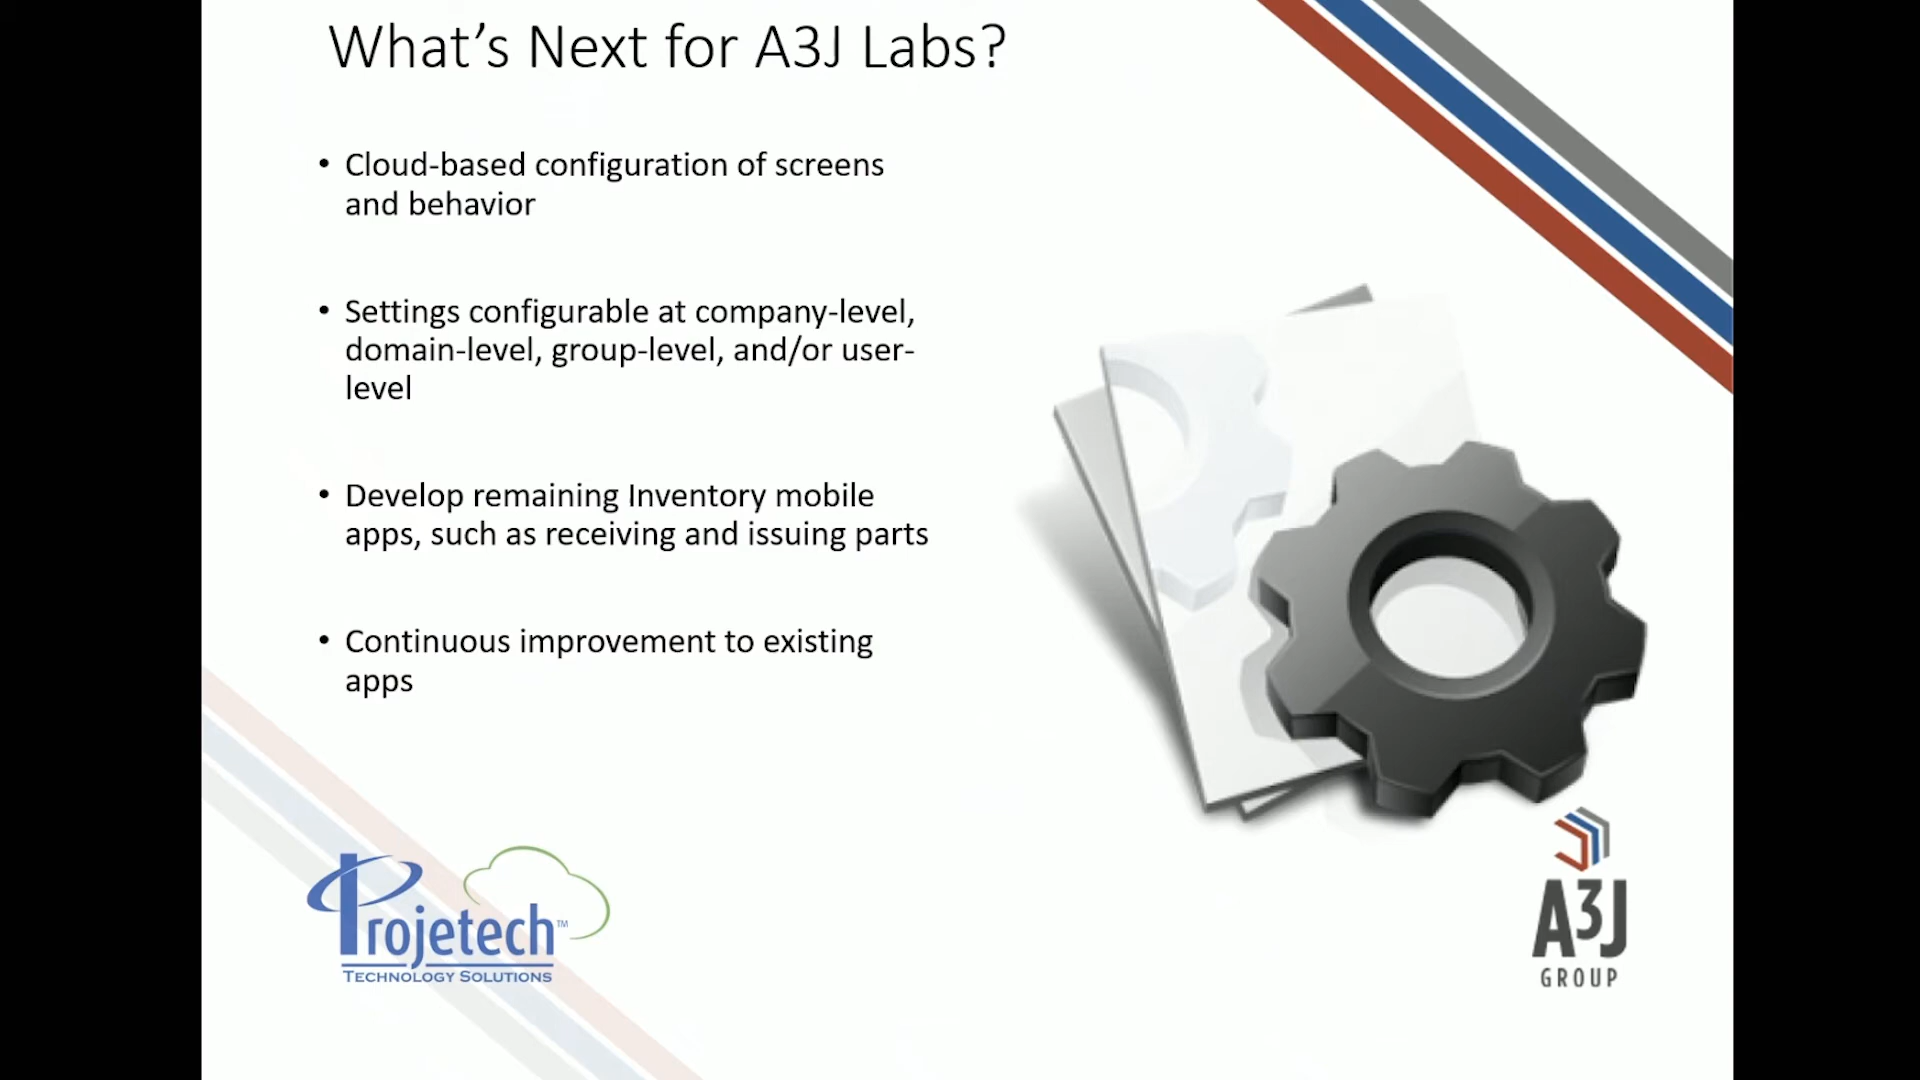 What’s Next for A3J Labs?
• Cloud-based configuration of screens
and behavior
• Settings configurable at company-level,
domain-level, group-level, and/or user-
level
• Develop remaining Inventory mobile
apps, such as receiving and issuing parts
• Continuous improvement to existing
apps
Projetech™
TECHNOLOGY SOLUTIONS
A3J
GROUP